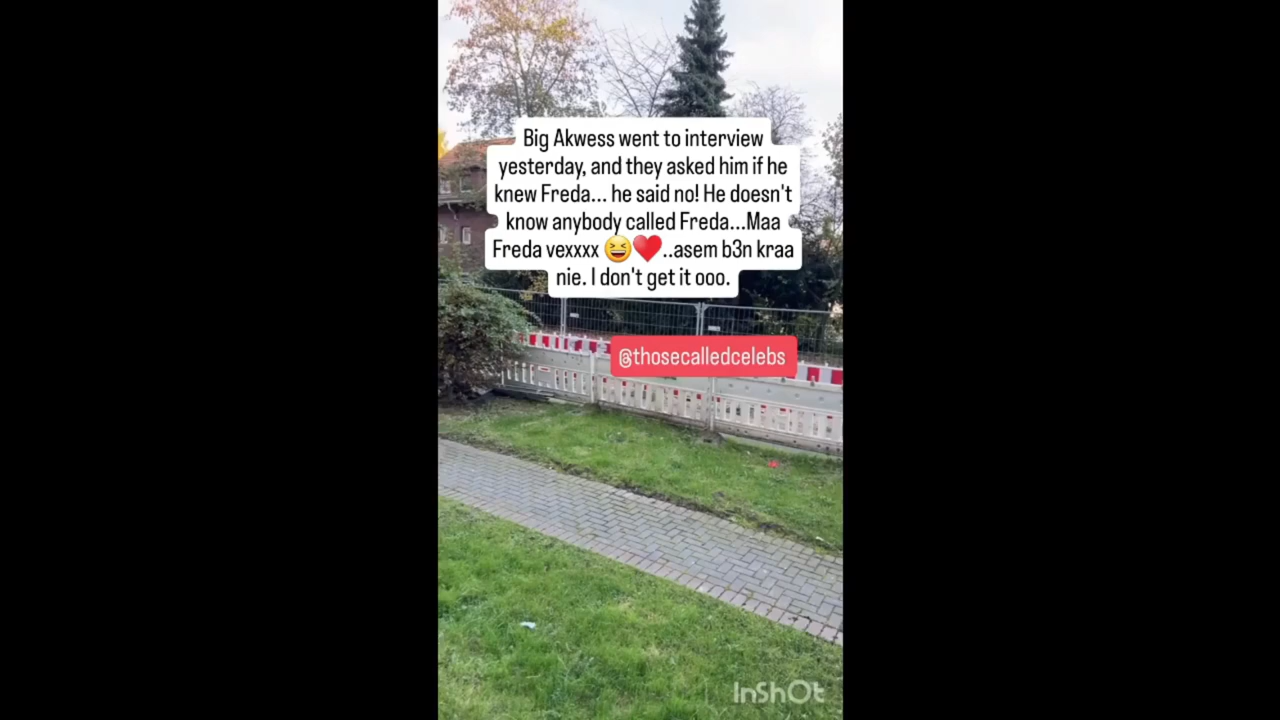 Big Akwess went to interview
yesterday, and they asked him if he
knew Freda... he said no! He doesn't
know anybody called Freda...Maa
Freda vexxxx 😆❤️..asem b3n kraa
nie. I don't get it ooo.
@thosecalledcelebs
InShOt